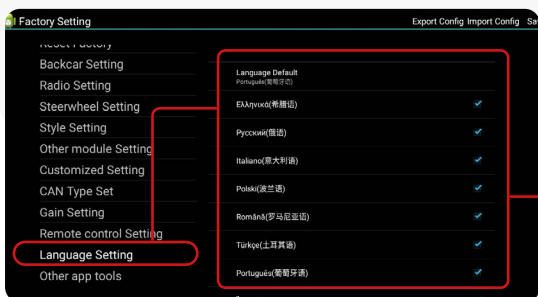 Factory Setting
Export Config Import Config
Reset Factory
Backcar Setting
Radio Setting
Steerwheel Setting
Style Setting
Other module Setting
Customized Setting
CAN Type Set
Gain Setting
Remote control Setting
Language Setting
Other app tools
Language Default
Português(葡萄牙语)
Ελληνικά(希腊语)
Русский(俄语)
Italiano(意大利语)
Polski(波兰语)
Română(罗马尼亚语)
Türkçe(土耳其语)
Português(葡萄牙语)